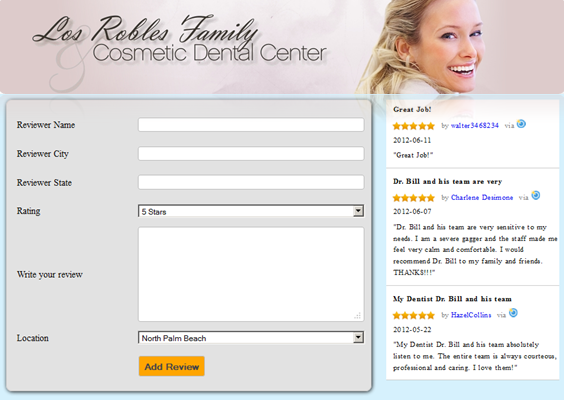 Los Robles Family
& Cosmetic Dental Center
Reviewer Name
Reviewer City
Reviewer State
Rating
5 Stars
Write your review
Location
North Palm Beach
Add Review
Great Job!
by walter3468234 via
2012-06-11
"Great Job!"
Dr. Bill and his team are very
by Charlene Desimone via
2012-06-07
"Dr. Bill and his team are very sensitive to my
needs. I am a severe gagger and the staff made me
feel very calm and comfortable. I would
recommend Dr. Bill to my family and friends.
THANKS!!!"
My Dentist Dr. Bill and his team
by HazelCollins via
2012-05-22
"My Dentist Dr. Bill and his team absolutely
listen to me. The entire team is always courteous,
professional and caring. I love them!"